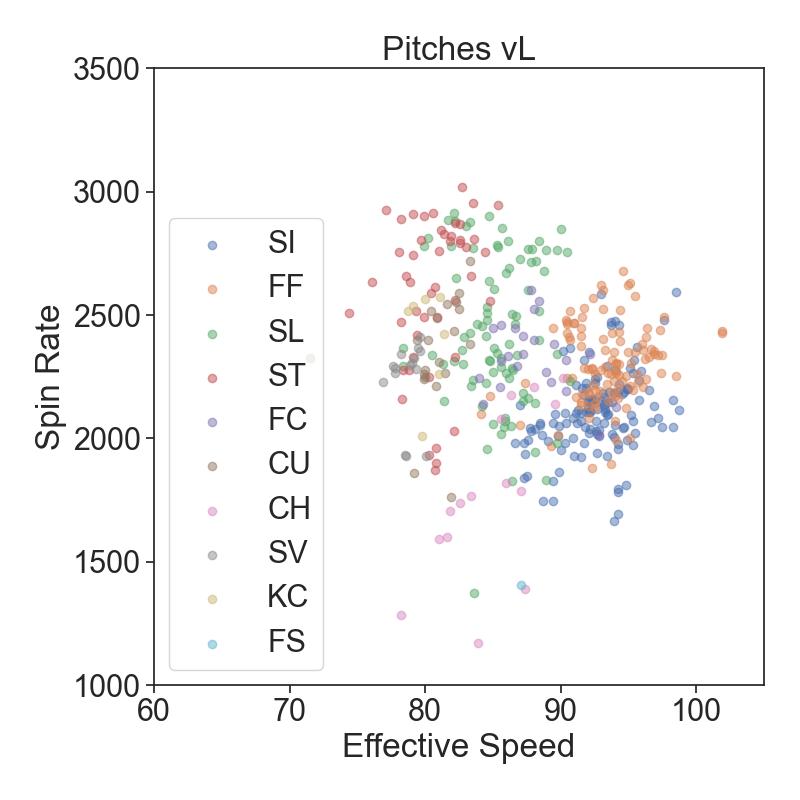 Pitches vL
3500
3000
2500
2000
1500
1000
Spin Rate
SI
FF
SL
ST
FC
CU
CH
SV
KC
FS
60 70 80 90 100
Effective Speed